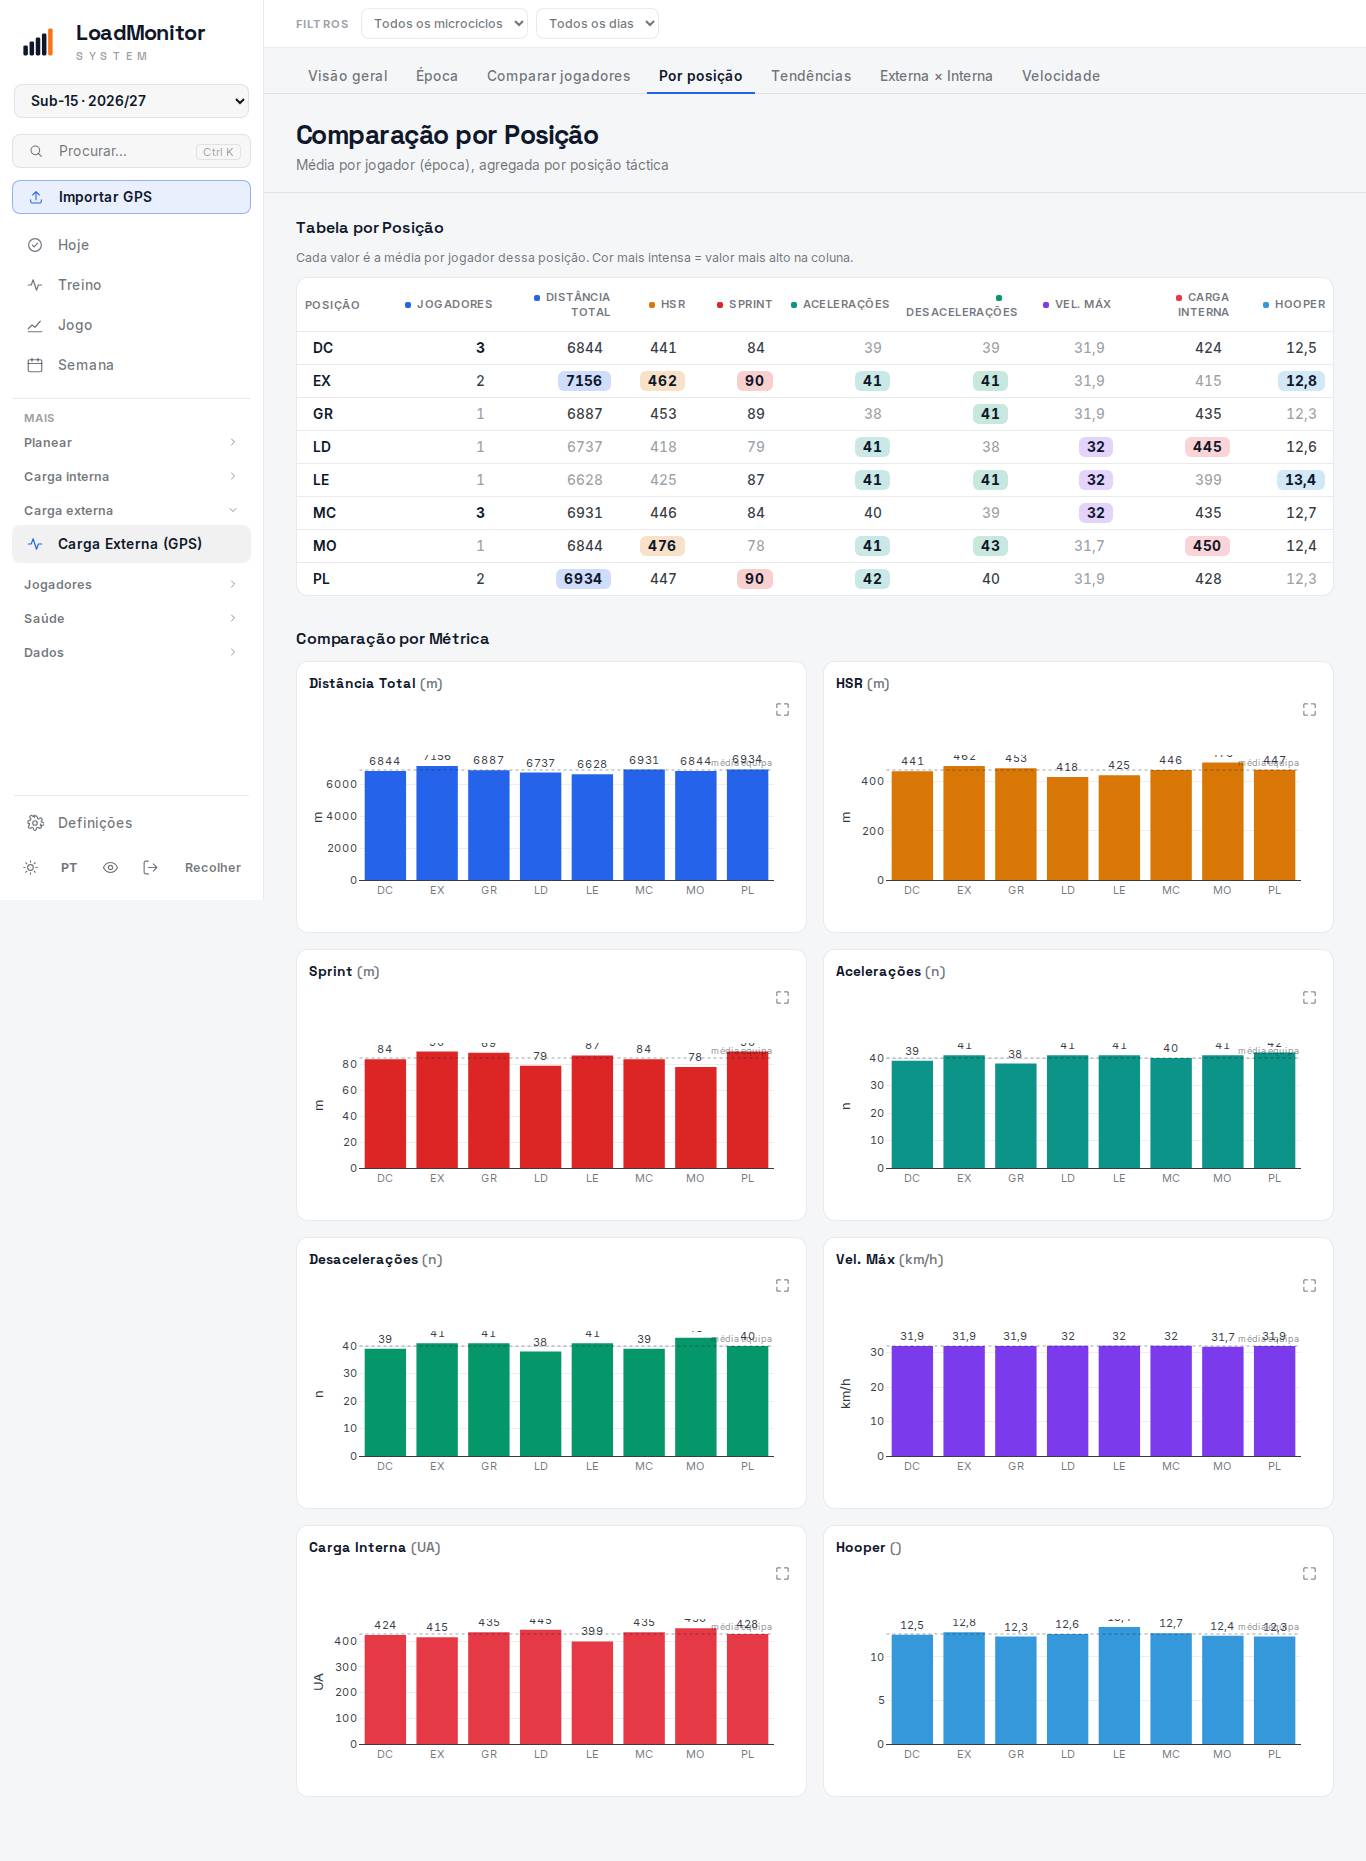 LoadMonitor
SYSTEM
Sub-15 · 2026/27
Procurar... Ctrl K
Importar GPS
Hoje
Treino
Jogo
Semana
MAIS
Planear
Carga interna
Carga externa
Carga Externa (GPS)
Jogadores
Saúde
Dados
Definições
PT Recolher
FILTROS Todos os microciclos Todos os dias
Visão geral Época Comparar jogadores Por posição Tendências Externa × Interna Velocidade
Comparação por Posição
Média por jogador (época), agregada por posição táctica
Tabela por Posição
Cada valor é a média por jogador dessa posição. Cor mais intensa = valor mais alto na coluna.
POSIÇÃO JOGADORES DISTÂNCIA TOTAL HSR SPRINT ACELERAÇÕES DESACELERAÇÕES VEL. MÁX CARGA INTERNA HOOPER
DC 3 6844 441 84 39 39 31,9 424 12,5
EX 2 7156 462 90 41 41 31,9 415 12,8
GR 1 6887 453 89 38 41 31,9 435 12,3
LD 1 6737 418 79 41 38 32 445 12,6
LE 1 6628 425 87 41 41 32 399 13,4
MC 3 6931 446 84 40 39 32 435 12,7
MO 1 6844 476 78 41 43 31,7 450 12,4
PL 2 6934 447 90 42 40 31,9 428 12,3
Comparação por Métrica
Distância Total (m)
6844 7156 6887 6737 6628 6931 6844 6934
média equipa
6000
m 4000
2000
0
DC EX GR LD LE MC MO PL
HSR (m)
441 462 453 418 425 446 447
média equipa
400
m
200
0
DC EX GR LD LE MC MO PL
Sprint (m)
84 89 79 87 84 78
média equipa
80
60
m
40
20
0
DC EX GR LD LE MC MO PL
Acelerações (n)
39 41 38 41 41 40 41 42
média equipa
40
30
n
20
10
0
DC EX GR LD LE MC MO PL
Desacelerações (n)
39 41 41 38 41 39 40
média equipa
40
30
n
20
10
0
DC EX GR LD LE MC MO PL
Vel. Máx (km/h)
31,9 31,9 31,9 32 32 32 31,7 31,9
média equipa
30
20
km/h
10
0
DC EX GR LD LE MC MO PL
Carga Interna (UA)
424 415 435 445 399 435 450 428
média equipa
400
300
UA
200
100
0
DC EX GR LD LE MC MO PL
Hooper ()
12,5 12,8 12,3 12,6 12,7 12,4 12,3
média equipa
10
5
0
DC EX GR LD LE MC MO PL